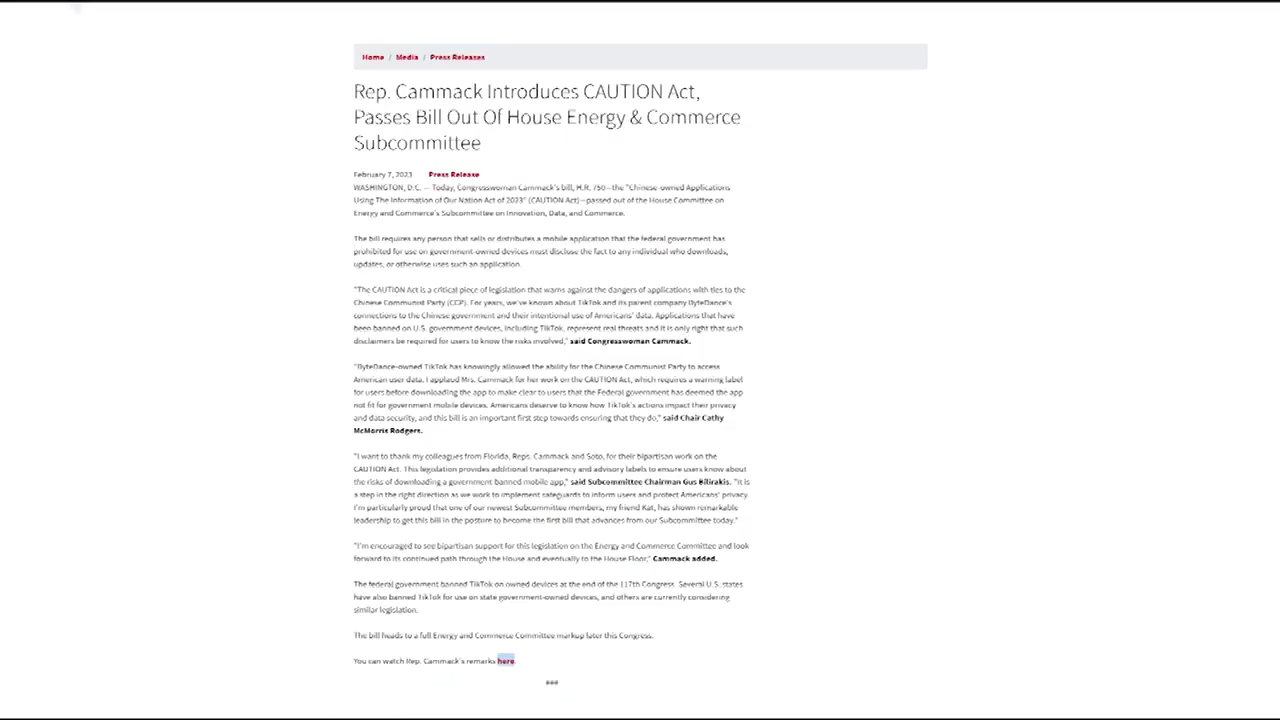 Home / Media / Press Releases
Rep. Cammack Introduces CAUTION Act,
Passes Bill Out Of House Energy & Commerce
Subcommittee
February 7, 2023 Press Release
WASHINGTON, D.C. — Today, Congresswoman Cammack's bill, H.R. 750—the "Chinese-owned Applications
Using The Information of Our Nation Act of 2023" (CAUTION Act)—passed out of the House Committee on
Energy and Commerce's Subcommittee on Innovation, Data, and Commerce.
The bill requires any person that sells or distributes a mobile application that the federal government has
prohibited for use on government-owned devices must disclose the fact to any individual who downloads,
updates, or otherwise uses such an application.
"The CAUTION Act is a critical piece of legislation that warns against the dangers of applications with ties to the
Chinese Communist Party (CCP). For years, we've known about TikTok and its parent company ByteDance's
connections to the Chinese government and their intentional use of Americans' data. Applications that have
been banned on U.S. government devices, including TikTok, represent real threats and it is only right that such
disclaimers be required for users to know the risks involved," said Congresswoman Cammack.
"ByteDance-owned TikTok has knowingly allowed the ability for the Chinese Communist Party to access
American user data. I applaud Mrs. Cammack for her work on the CAUTION Act, which requires a warning label
for users before downloading the app to make clear to users that the Federal government has deemed the app
not fit for government mobile devices. Americans deserve to know how TikTok's actions impact their privacy
and data security, and this bill is an important first step towards ensuring that they do," said Chair Cathy
McMorris Rodgers.
"I want to thank my colleagues from Florida, Reps. Cammack and Soto, for their bipartisan work on the
CAUTION Act. This legislation provides additional transparency and advisory labels to ensure users know about
the risks of downloading a government banned mobile app," said Subcommittee Chairman Gus Bilirakis. "It is
a step in the right direction as we work to implement safeguards to inform users and protect Americans' privacy.
I'm particularly proud that one of our newest Subcommittee members, my friend Kat, has shown remarkable
leadership to get this bill in the posture to become the first bill that advances from our Subcommittee today."
"I'm encouraged to see bipartisan support for this legislation on the Energy and Commerce Committee and look
forward to its continued path through the House and eventually to the House Floor," Cammack added.
The federal government banned TikTok on owned devices at the end of the 117th Congress. Several U.S. states
have also banned TikTok for use on state government-owned devices, and others are currently considering
similar legislation.
The bill heads to a full Energy and Commerce Committee markup later this Congress.
You can watch Rep. Cammack's remarks here.
###